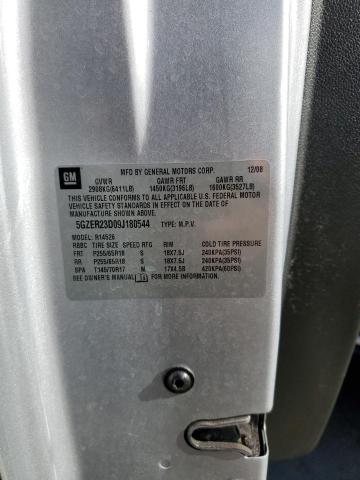 GM
MFD BY GENERAL MOTORS CORP. 12/08
GVWR GAWR FRT GAWR RR
2908KG(6411LB) 1450KG(3196LB) 1600KG(3527LB)
THIS VEHICLE CONFORMS TO ALL APPLICABLE U.S. FEDERAL MOTOR
VEHICLE SAFETY STANDARDS IN EFFECT ON THE DATE OF
MANUFACTURE SHOWN ABOVE.
5GZER23D09J180544 TYPE: M.P.V.
MODEL: R14526
RBBC TIRE SIZE SPEED RTG RIM COLD TIRE PRESSURE
FRT P255/65R18 S 18X7.5J 240KPA(35PSI)
RR P255/65R18 S 18X7.5J 240KPA(35PSI)
SPA T145/70R17 M 17X4.5B 420KPA(60PSI)
SEE OWNER'S MANUAL FOR MORE INFORMATION.